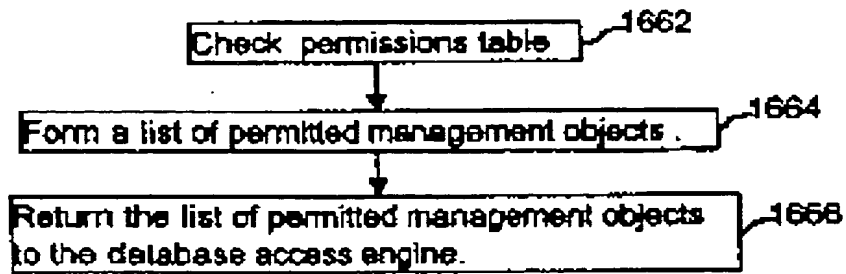 Check permissions table
1662
Form a list of permitted management objects.
1664
Return the list of permitted management objects
to the database access engine.
1668